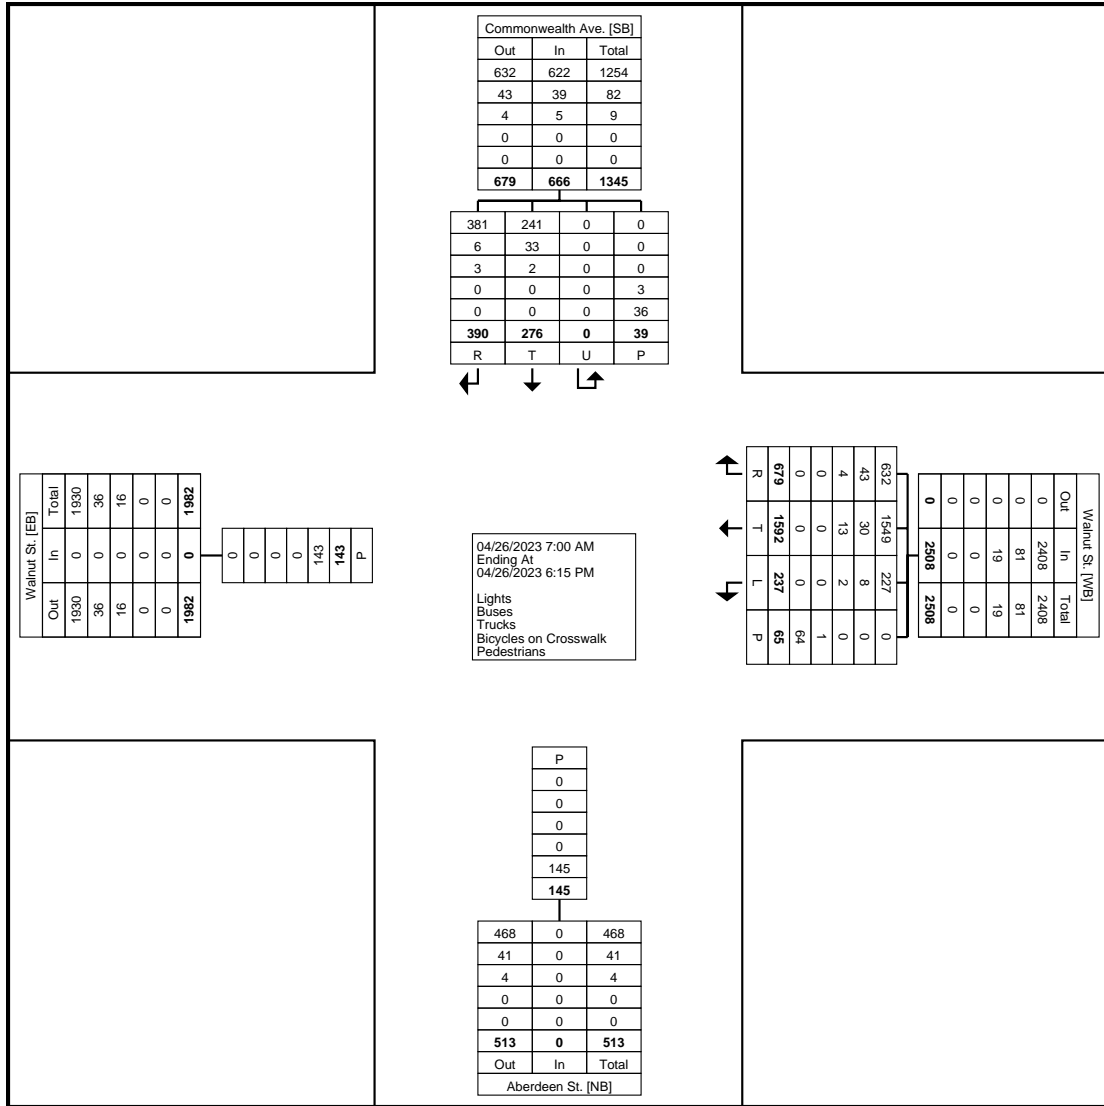 Commonwealth Ave. [SB]
Out In Total
632 622 1254
43 39 82
4 5 9
0 0 0
0 0 0
679 666 1345
381 241 0 0
6 33 0 0
3 2 0 0
0 0 0 3
0 0 0 36
390 276 0 39
R T U P
Walnut St. [EB]
Total 1930 36 16 0 0 1982
In 0 0 0 0 0 0
Out 1930 36 16 0 0 1982
0 0 0 0 143 143 P
04/26/2023 7:00 AM
Ending At
04/26/2023 6:15 PM
Lights
Buses
Trucks
Bicycles on Crosswalk
Pedestrians
R 679 0 0 4 43 632
T 1592 0 0 13 30 1549
L 237 0 0 2 8 227
P 65 64 1 0 0 0
Walnut St. [WB]
Out In Total
0 2408 2408
0 81 81
0 19 19
0 0 0
0 0 0
0 2508 2508
P
0
0
0
0
145
145
468 0 468
41 0 41
4 0 4
0 0 0
0 0 0
513 0 513
Out In Total
Aberdeen St. [NB]